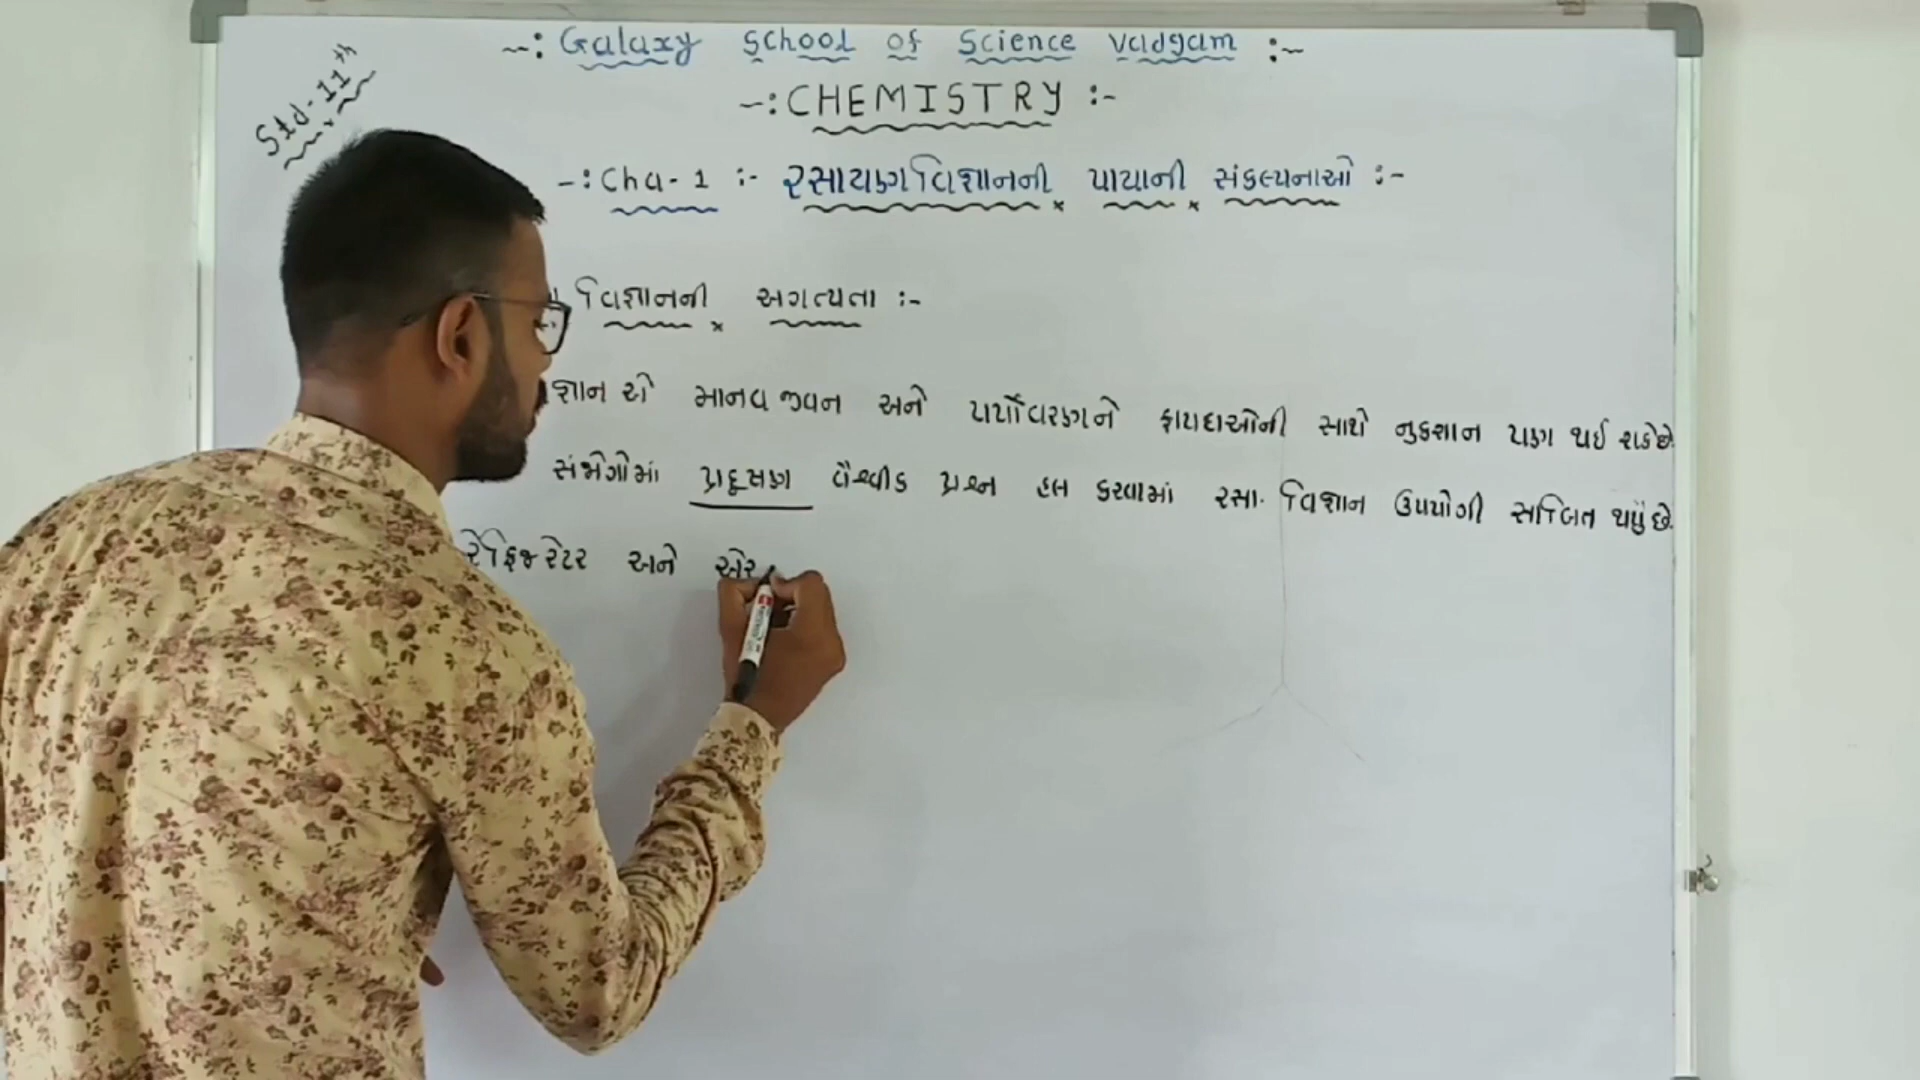 Std-11th
-: Galaxy School of Science Vadgam :-
-: CHEMISTRY :-
-: Cha-1 :- રસાયણવિજ્ઞાનની પાયાની સંકલ્પનાઓ :-
વિજ્ઞાનની અગત્યતા :-
જ્ઞાન એ માનવ જીવન અને પર્યાવરણને ફાયદાઓની સાથે નુકશાન પણ થઈ શકે છે.
સંજોગોમાં પ્રદૂષણ વૈશ્વીક પ્રશ્ન હલ કરવામાં રસા. વિજ્ઞાન ઉપયોગી સાબિત થયું છે.
રેફ્રિજરેટર અને એર